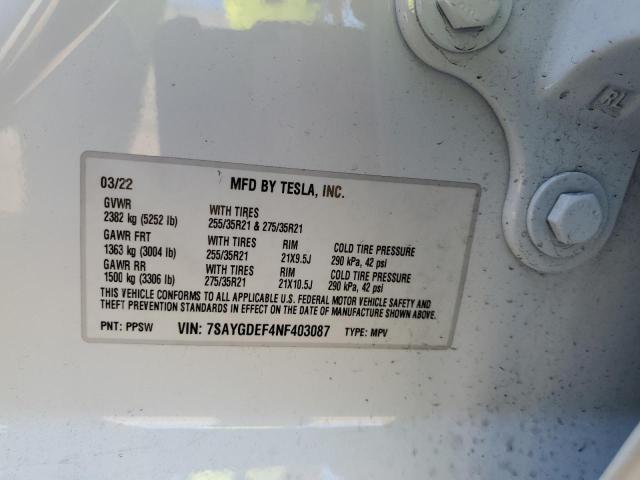 RL
03/22 MFD BY TESLA, INC.
GVWR
2382 kg (5252 lb) WITH TIRES
255/35R21 & 275/35R21
GAWR FRT WITH TIRES RIM COLD TIRE PRESSURE
1363 kg (3004 lb) 255/35R21 21X9.5J 290 kPa, 42 psi
GAWR RR WITH TIRES RIM COLD TIRE PRESSURE
1500 kg (3306 lb) 275/35R21 21X10.5J 290 kPa, 42 psi
THIS VEHICLE CONFORMS TO ALL APPLICABLE U.S. FEDERAL MOTOR VEHICLE SAFETY AND
THEFT PREVENTION STANDARDS IN EFFECT ON THE DATE OF MANUFACTURE SHOWN ABOVE.
PNT: PPSW VIN: 7SAYGDEF4NF403087 TYPE: MPV